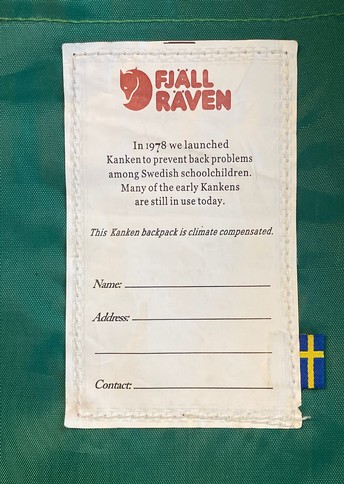 FJÄLL
RÄVEN
In 1978 we launched
Kanken to prevent back problems
among Swedish schoolchildren.
Many of the early Kankens
are still in use today.
This Kanken backpack is climate compensated.
Name:
Address:
Contact: